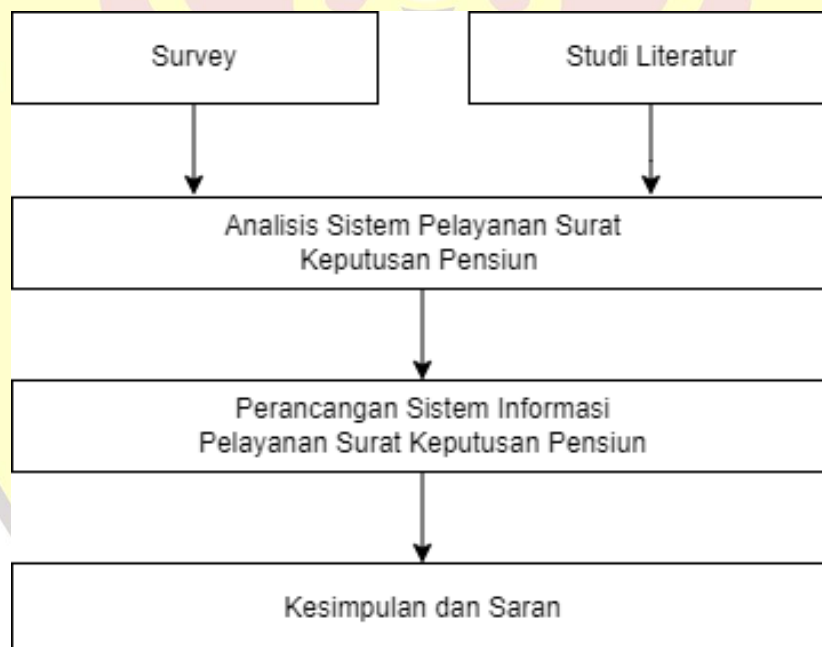 Survey
Studi Literatur
Analisis Sistem Pelayanan Surat
Keputusan Pensiun
Perancangan Sistem Informasi
Pelayanan Surat Keputusan Pensiun
Kesimpulan dan Saran